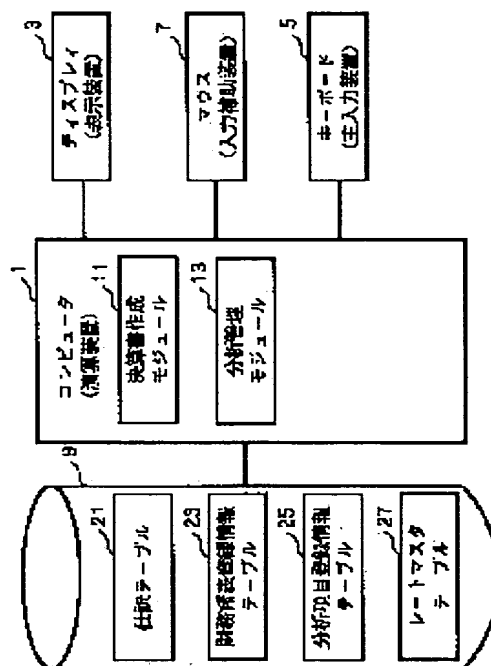 1
コンピュータ
(演算装置)
11
決算書作成
モジュール
13
分析管理
モジュール
3
ディスプレイ
(表示装置)
7
マウス
(入力補助装置)
5
キーボード
(主入力装置)
9
21
仕訳テーブル
23
財務諸表登録情報
テーブル
25
分析項目登録情報
テーブル
27
レートマスタ
テーブル